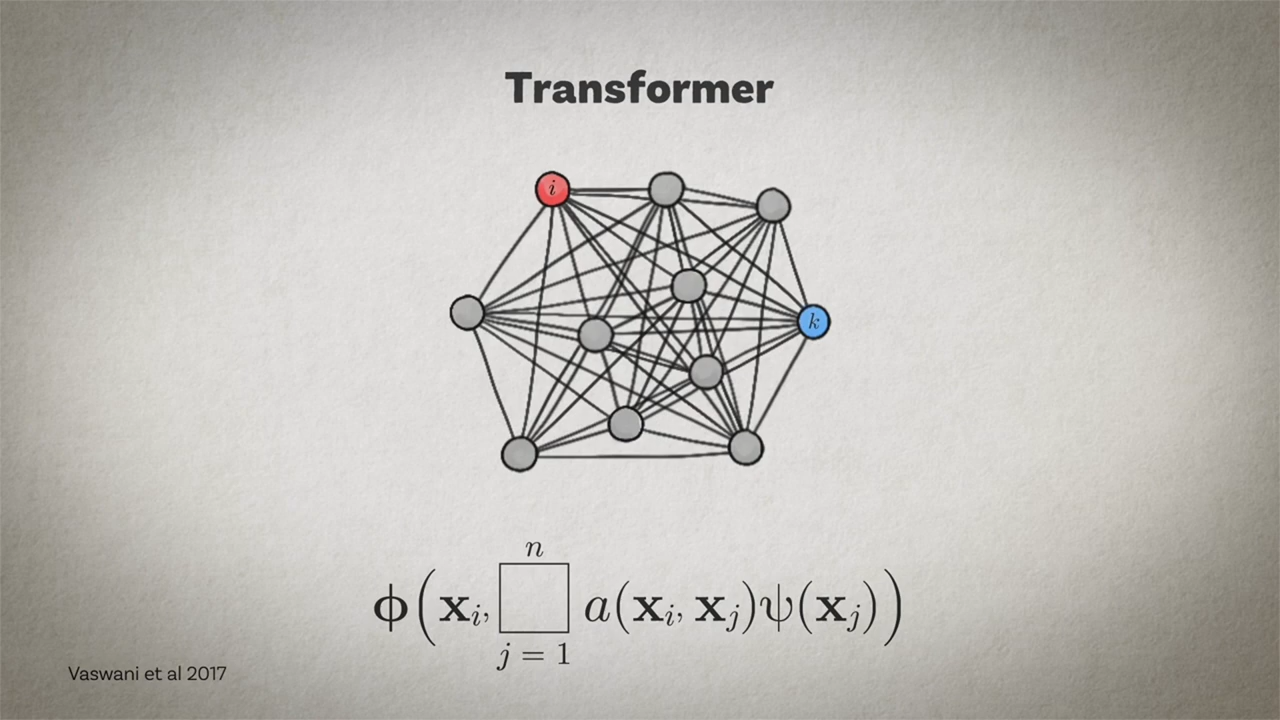 Transformer
i
k
n
ϕ(x_i, □ a(x_i, x_j)ψ(x_j))
j = 1
Vaswani et al 2017